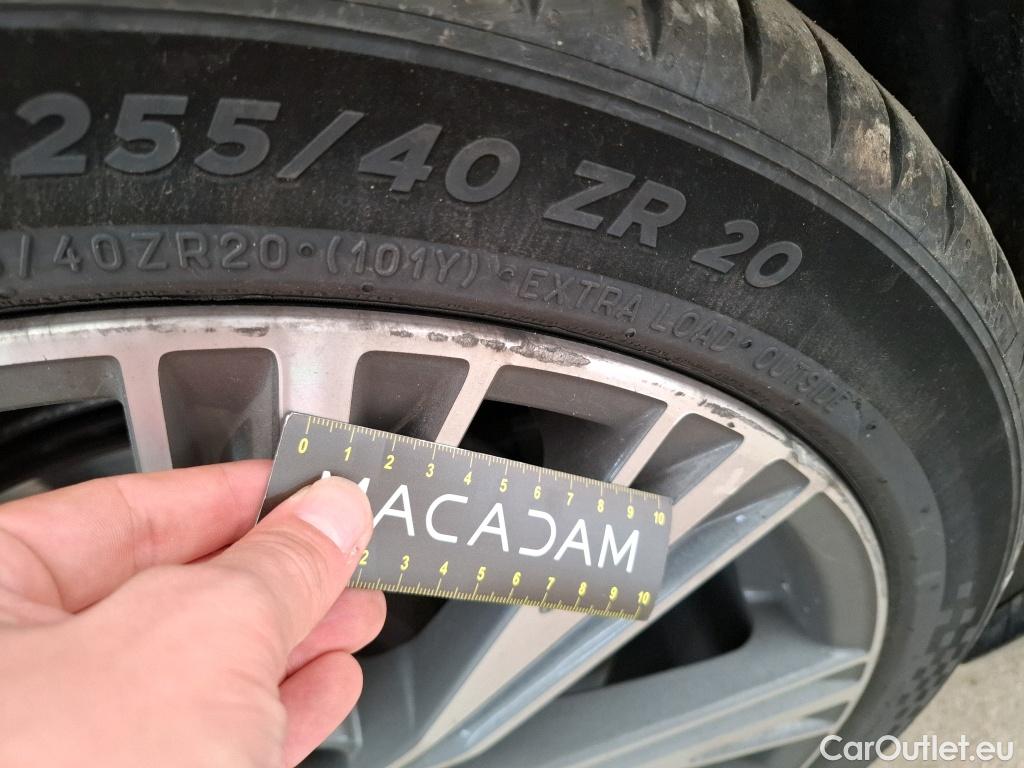 255/40 ZR 20
/40ZR20 • (101Y) • EXTRA LOAD • OUTSIDE
0 1 2 3 4 5 6 7 8 9 10
MACADAM
2 3 4 5 6 7 8 9 10
CarOutlet.eu